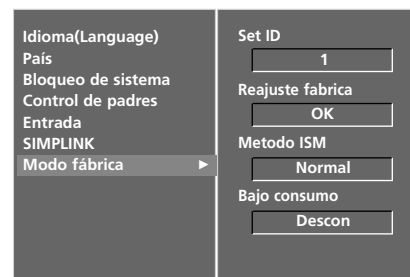 Idioma(Language)
País
Bloqueo de sistema
Control de padres
Entrada
SIMPLINK
Modo fábrica ►
Set ID
1
Reajuste fabrica
OK
Metodo ISM
Normal
Bajo consumo
Descon